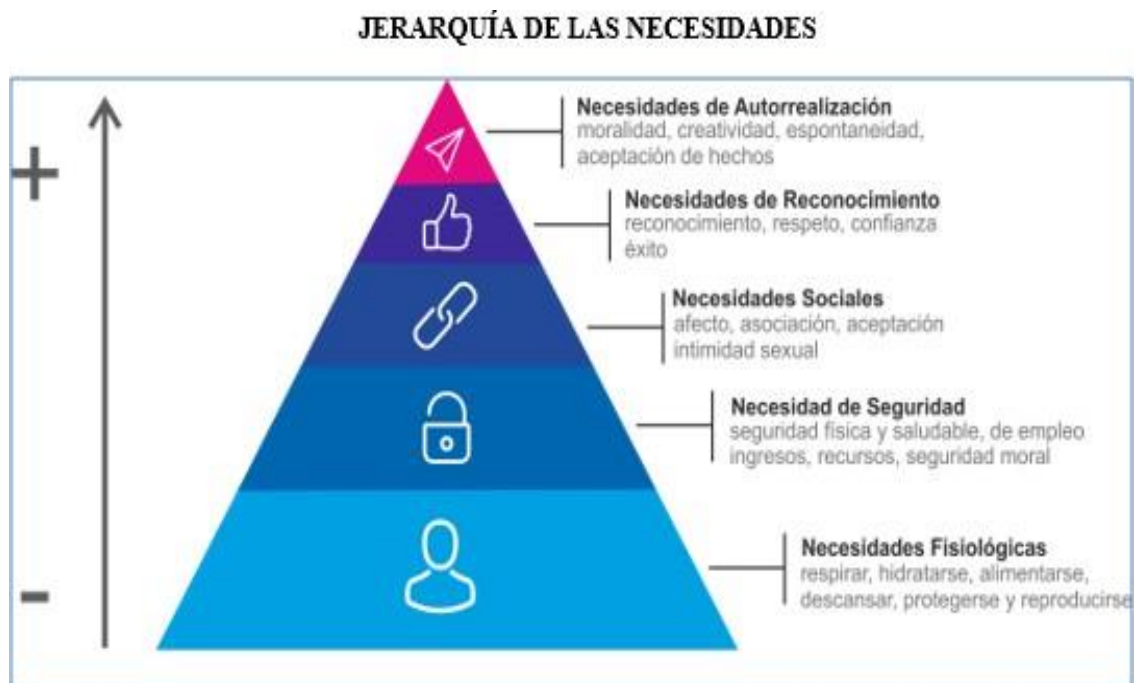 JERARQUÍA DE LAS NECESIDADES
+
Necesidades de Autorrealización
moralidad, creatividad, espontaneidad,
aceptación de hechos
Necesidades de Reconocimiento
reconocimiento, respeto, confianza
éxito
Necesidades Sociales
afecto, asociación, aceptación
intimidad sexual
Necesidad de Seguridad
seguridad física y saludable, de empleo
ingresos, recursos, seguridad moral
Necesidades Fisiológicas
respirar, hidratarse, alimentarse,
descansar, protegerse y reproducirse
-